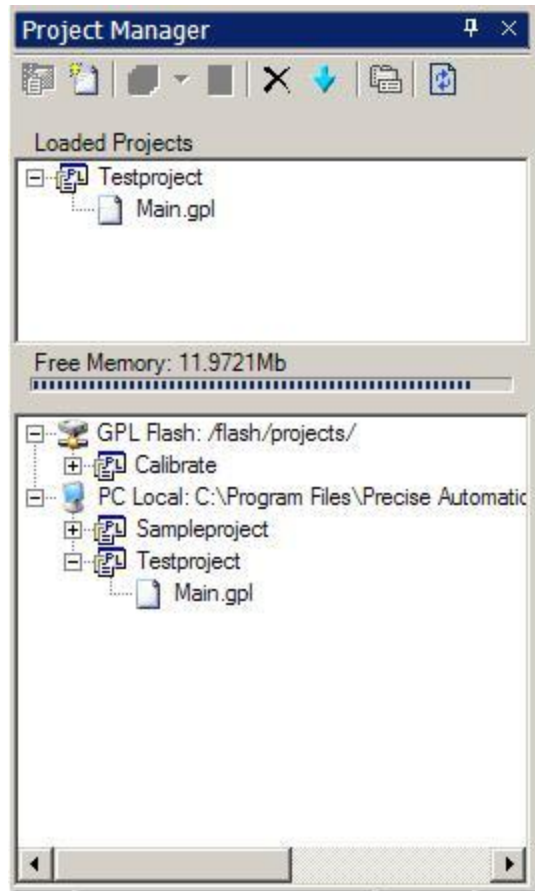 Project Manager
Loaded Projects
Testproject
Main.gpl
Free Memory: 11.9721Mb
GPL Flash: /flash/projects/
Calibrate
PC Local: C:\Program Files\Precise Automatic
Sampleproject
Testproject
Main.gpl